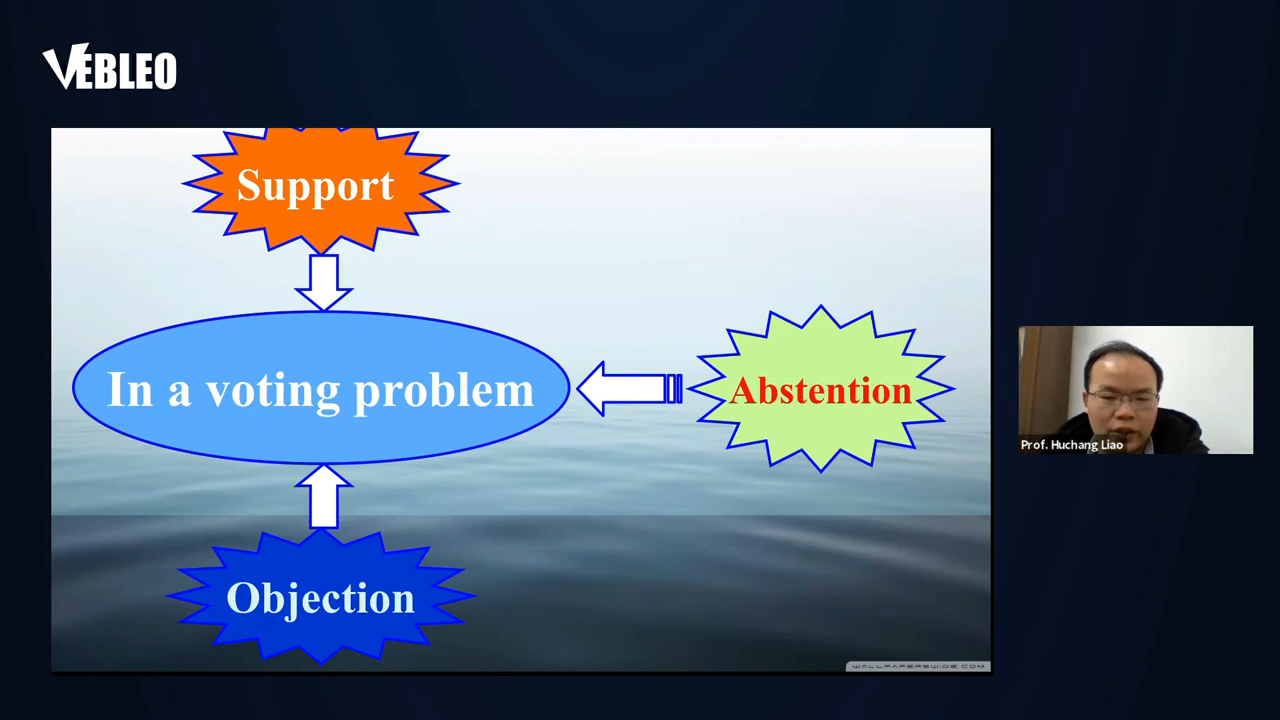 VEBLEO
Support
In a voting problem
Abstention
Prof. Huchang Liao
Objection
WALLPAPERSWIDE.COM